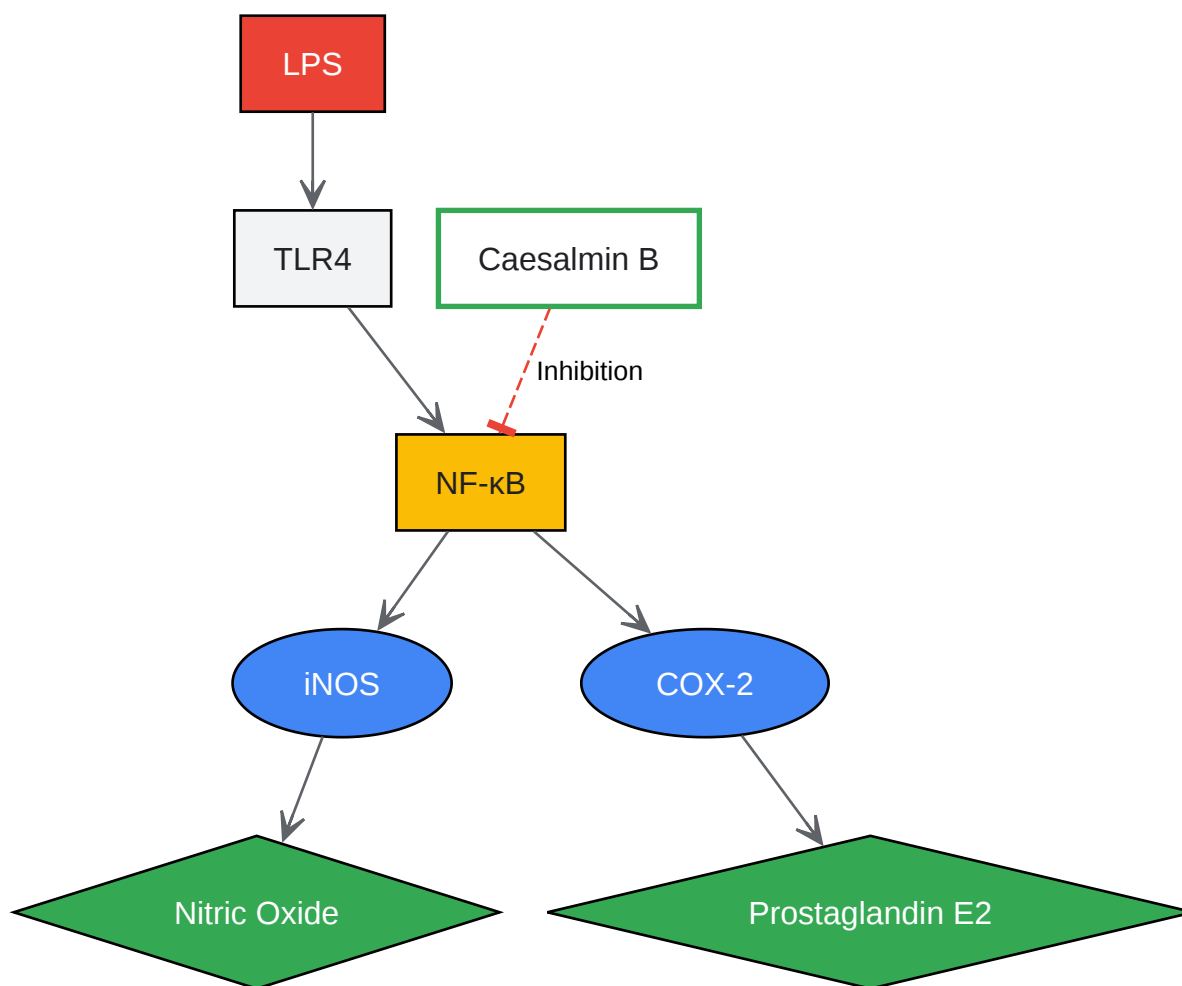 LPS
TLR4
Caesalmin B
Inhibition
NF-κB
iNOS
COX-2
Nitric Oxide
Prostaglandin E2